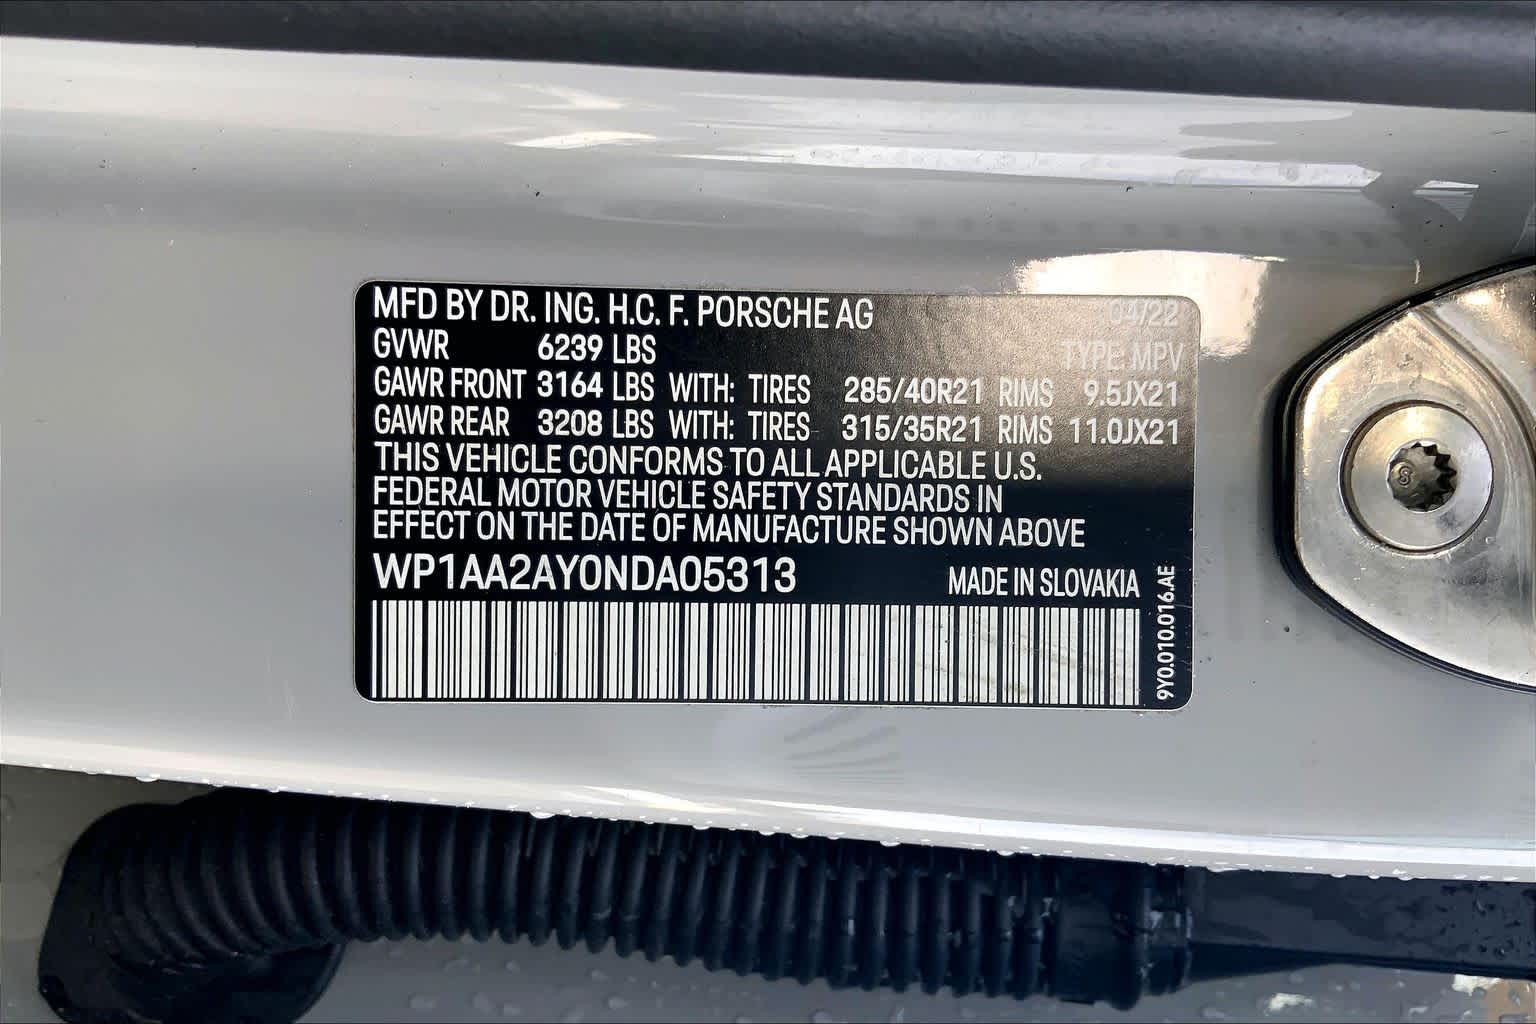 MFD BY DR. ING. H.C. F. PORSCHE AG 04/22
GVWR 6239 LBS TYPE: MPV
GAWR FRONT 3164 LBS WITH: TIRES 285/40R21 RIMS 9.5JX21
GAWR REAR 3208 LBS WITH: TIRES 315/35R21 RIMS 11.0JX21
THIS VEHICLE CONFORMS TO ALL APPLICABLE U.S.
FEDERAL MOTOR VEHICLE SAFETY STANDARDS IN
EFFECT ON THE DATE OF MANUFACTURE SHOWN ABOVE
WP1AA2AY0NDA05313 MADE IN SLOVAKIA
9Y0.010.016.AE
S